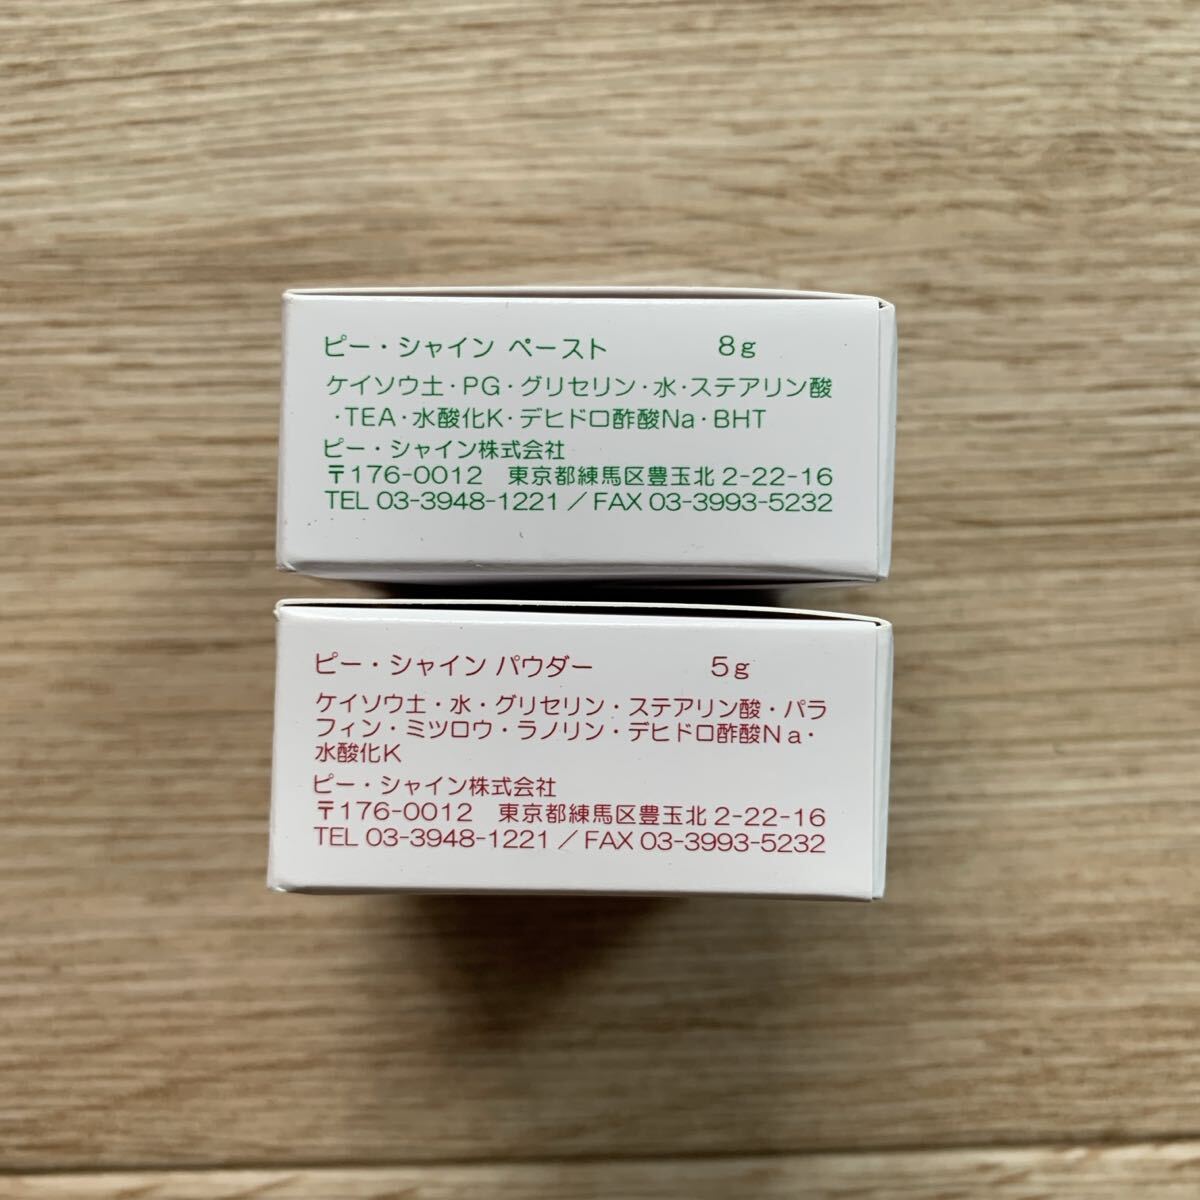 ピー・シャイン ペースト 8g
ケイソウ土・PG・グリセリン・水・ステアリン酸
・TEA・水酸化K・デヒドロ酢酸Na・BHT
ピー・シャイン株式会社
〒176-0012 東京都練馬区豊玉北 2-22-16
TEL 03-3948-1221 / FAX 03-3993-5232
ピー・シャイン パウダー 5g
ケイソウ土・水・グリセリン・ステアリン酸・パラ
フィン・ミツロウ・ラノリン・デヒドロ酢酸Na・
水酸化K
ピー・シャイン株式会社
〒176-0012 東京都練馬区豊玉北 2-22-16
TEL 03-3948-1221 / FAX 03-3993-5232